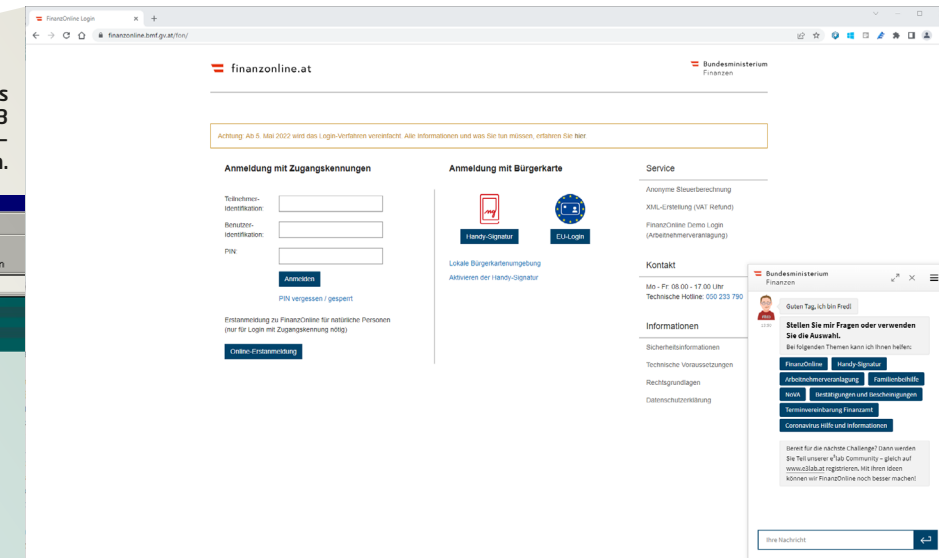 FinanzOnline Login
finanzonline.bmf.gv.at/fon/
s
B
–
.
n
finanzonline.at
Bundesministerium
Finanzen
Achtung: Ab 5. Mai 2022 wird das Login-Verfahren vereinfacht. Alle Informationen und was Sie tun müssen, erfahren Sie hier.
Anmeldung mit Zugangskennungen
Teilnehmer-
Identifikation:
Benutzer-
Identifikation:
PIN:
Anmelden
PIN vergessen / gesperrt
Erstanmeldung zu FinanzOnline für natürliche Personen
(nur für Login mit Zugangskennung nötig)
Online-Erstanmeldung
Anmeldung mit Bürgerkarte
Handy-Signatur
EU-Login
Lokale Bürgerkartenumgebung
Aktivieren der Handy-Signatur
Service
Anonyme Steuerberechnung
XML-Erstellung (VAT Refund)
FinanzOnline Demo Login
(Arbeitnehmerveranlagung)
Kontakt
Mo - Fr: 08:00 - 17:00 Uhr
Technische Hotline: 050 233 790
Informationen
Sicherheitsinformationen
Technische Voraussetzungen
Rechtsgrundlagen
Datenschutzerklärung
Bundesministerium
Finanzen
Guten Tag, ich bin Fred!
Stellen Sie mir Fragen oder verwenden
Sie die Auswahl.
Bei folgenden Themen kann ich Ihnen helfen:
FinanzOnline
Handy-Signatur
Arbeitnehmerveranlagung
Familienbeihilfe
NoVA
Bestätigungen und Bescheinigungen
Terminvereinbarung Finanzamt
Coronavirus Hilfe und Informationen
Bereit für die nächste Challenge? Dann werden
Sie Teil unserer e³lab Community – gleich auf
www.e3lab.at registrieren. Mit Ihren Ideen
können wir FinanzOnline noch besser machen!
Ihre Nachricht